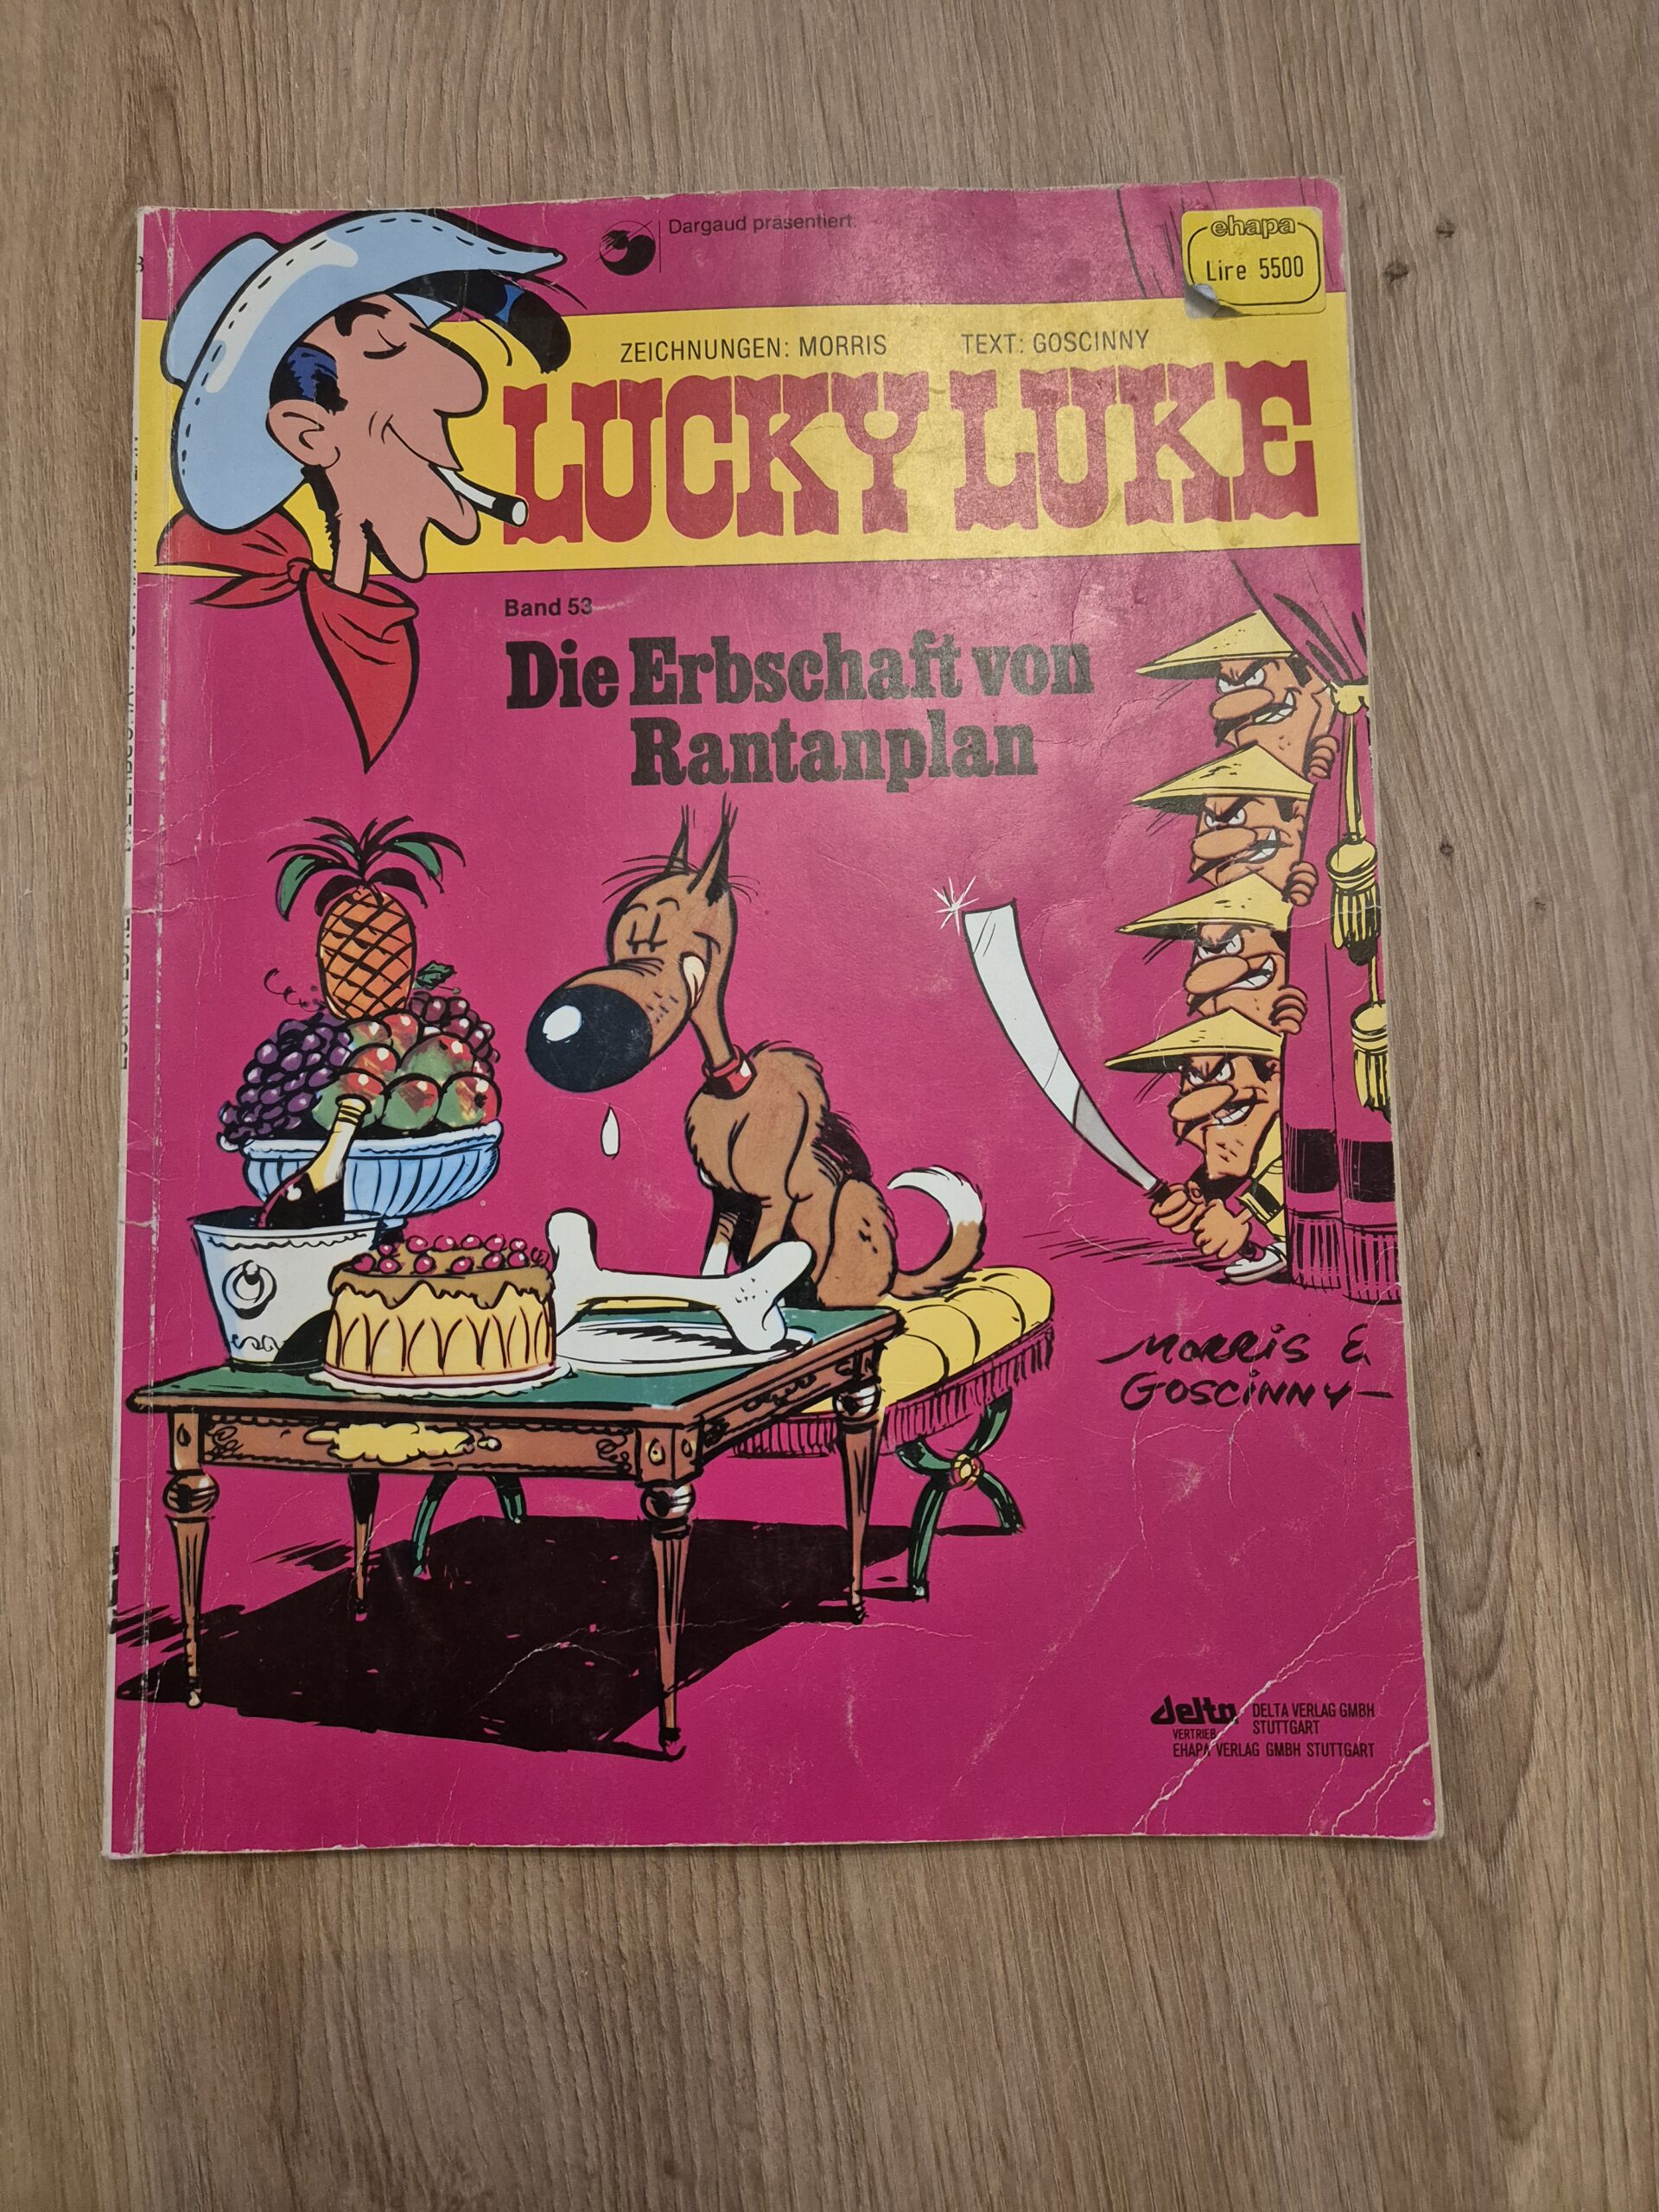 Dargaud präsentiert:
ehapa
Lire 5500
ZEICHNUNGEN: MORRIS TEXT: GOSCINNY
LUCKY LUKE
Band 53
Die Erbschaft von
Rantanplan
MORRIS &
GOSCINNY
delta DELTA VERLAG GMBH
VERTRIEB STUTTGART
EHAPA VERLAG GMBH STUTTGART